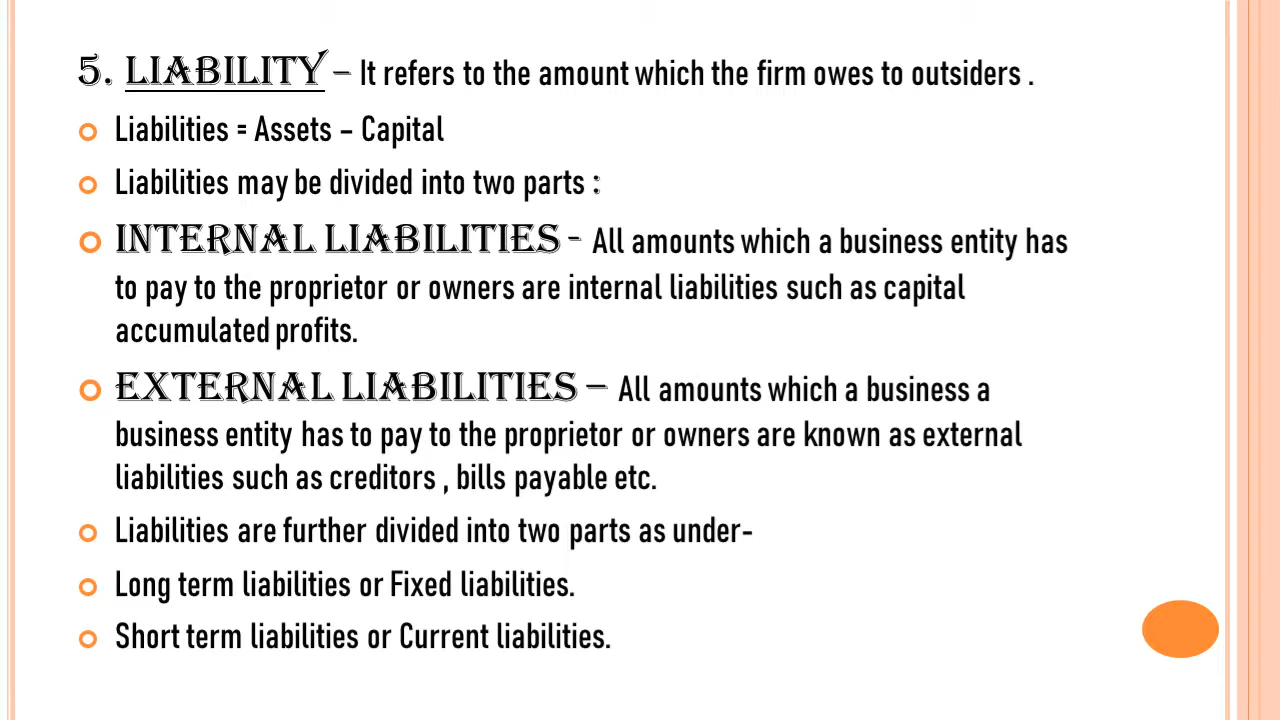 5. LIABILITY – It refers to the amount which the firm owes to outsiders .
Liabilities = Assets – Capital
Liabilities may be divided into two parts :
INTERNAL LIABILITIES - All amounts which a business entity has
to pay to the proprietor or owners are internal liabilities such as capital
accumulated profits.
EXTERNAL LIABILITIES – All amounts which a business a
business entity has to pay to the proprietor or owners are known as external
liabilities such as creditors , bills payable etc.
Liabilities are further divided into two parts as under-
Long term liabilities or Fixed liabilities.
Short term liabilities or Current liabilities.